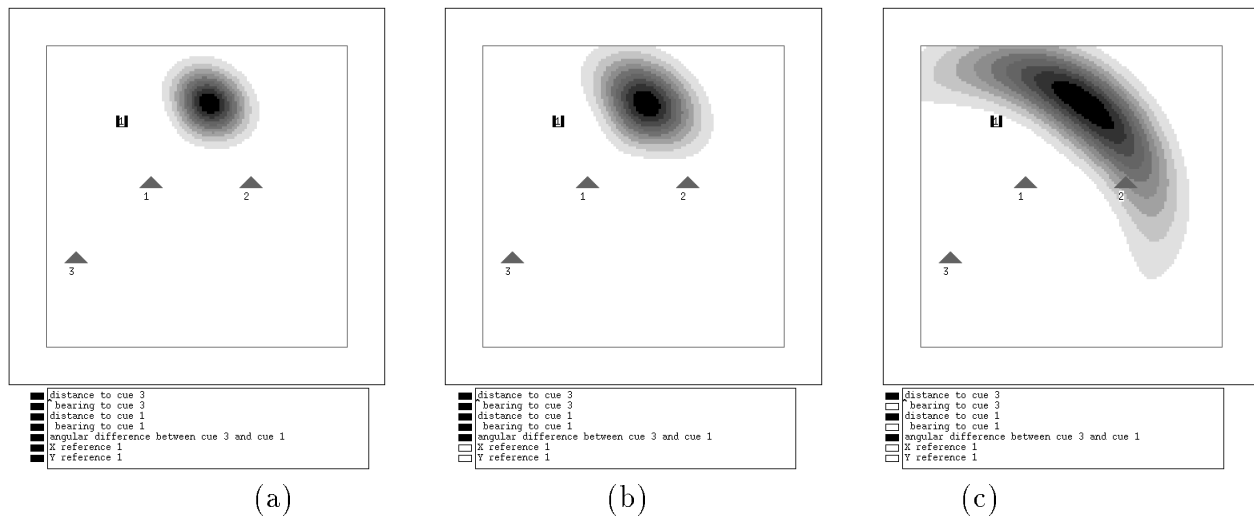 1
1
2
3
distance to cue 3
^ bearing to cue 3
distance to cue 1
bearing to cue 1
angular difference between cue 3 and cue 1
X reference 1
Y reference 1
(a)
1
1
2
3
distance to cue 3
^ bearing to cue 3
distance to cue 1
bearing to cue 1
angular difference between cue 3 and cue 1
X reference 1
Y reference 1
(b)
1
1
2
3
distance to cue 3
^ bearing to cue 3
distance to cue 1
bearing to cue 1
angular difference between cue 3 and cue 1
X reference 1
Y reference 1
(c)